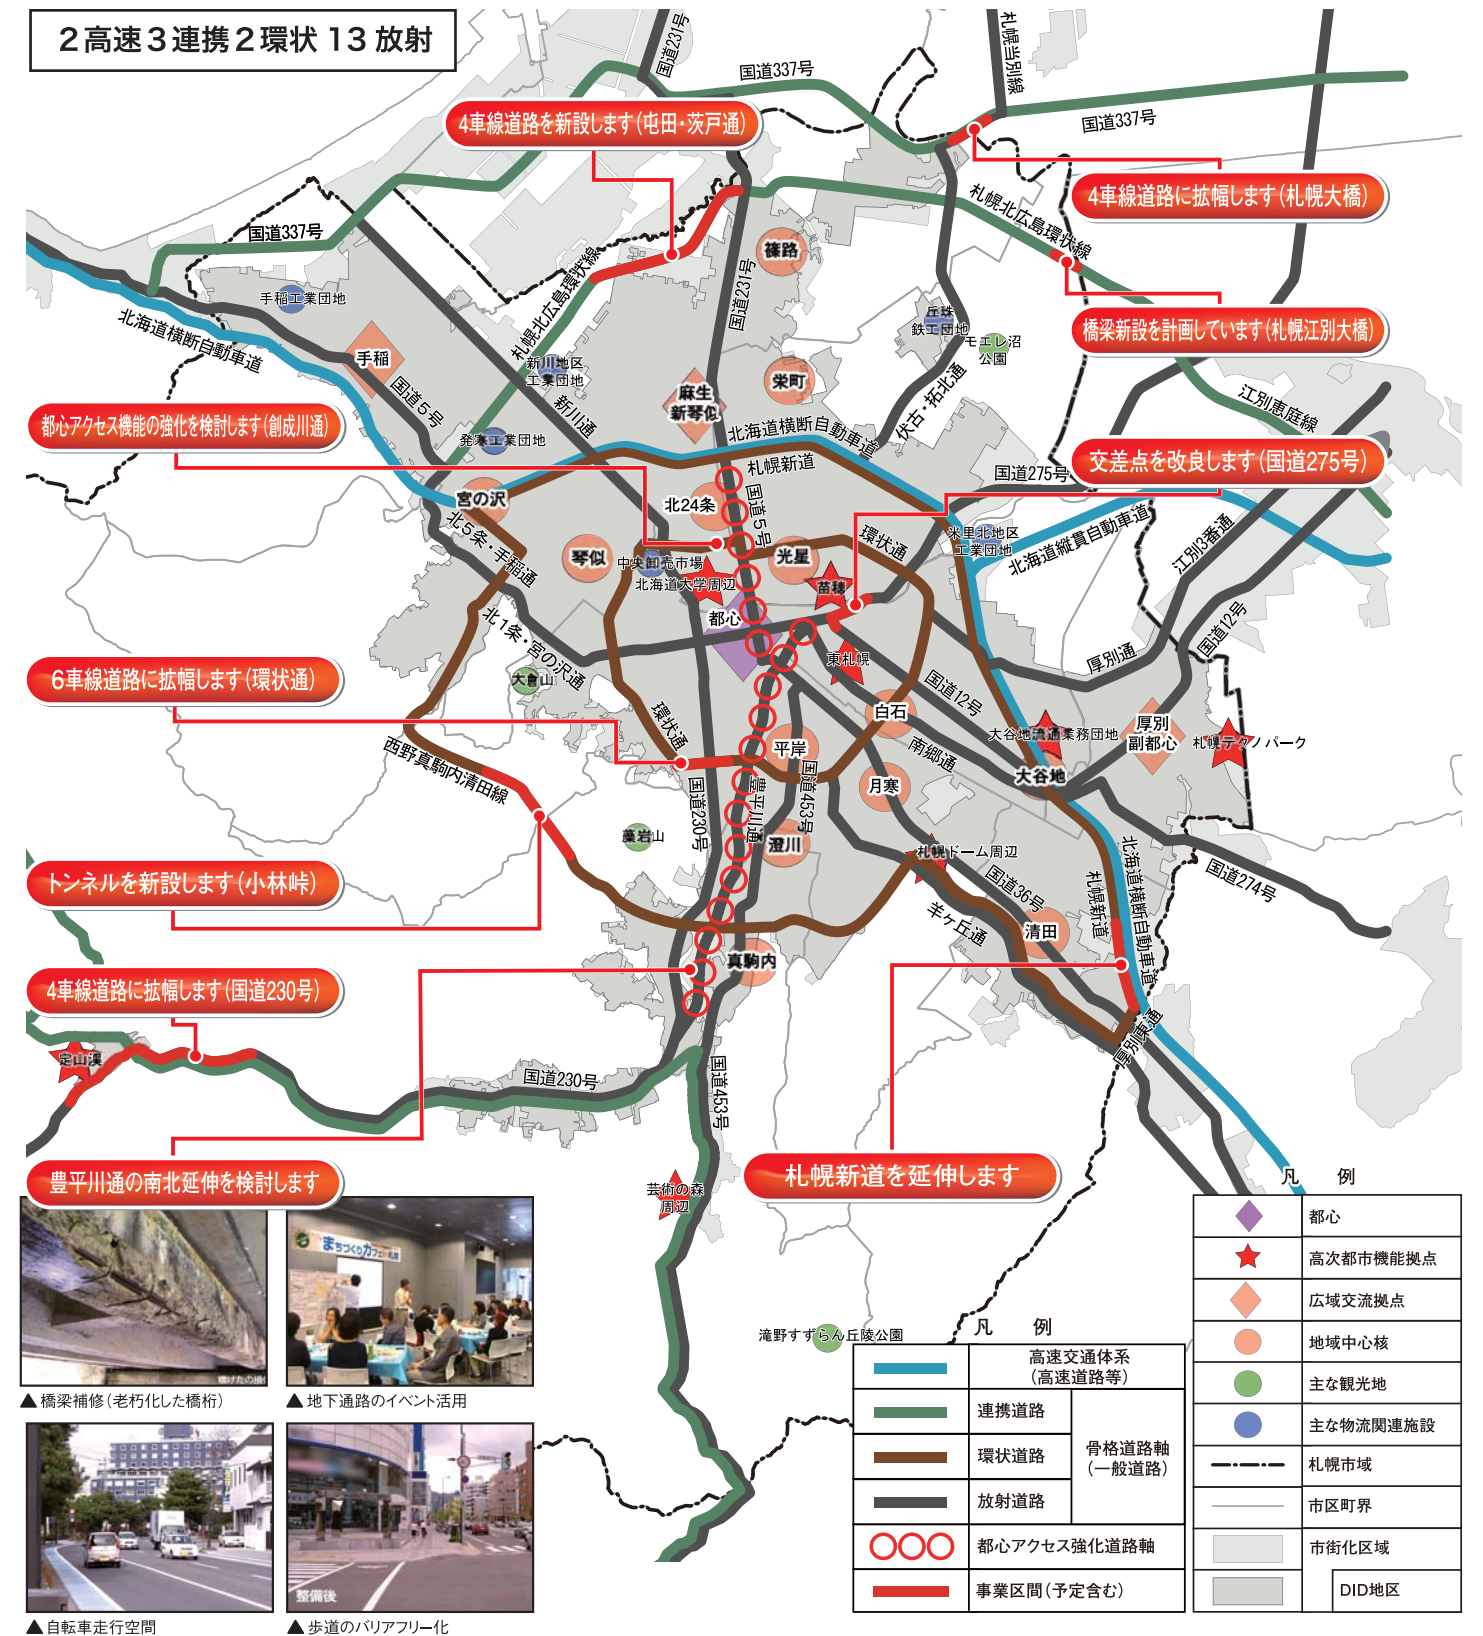 2高速3連携2環状13放射
国道231号
国道337号
札幌当別線
国道337号
4車線道路を新設します(屯田・茨戸通)
4車線道路に拡幅します(札幌大橋)
国道337号
札幌北広島環状線
篠路
手稲工業団地
北海道横断自動車道
札幌北広島環状線
国道231号
丘珠
鉄工団地
モエレ沼
公園
橋梁新設を計画しています(札幌江別大橋)
手稲
国道5号
新川地区
工業団地
新川通
栄町
麻生
新琴似
伏古・拓北通
江別恵庭線
都心アクセス機能の強化を検討します(創成川通)
発寒工業団地
北海道横断自動車道
札幌新道
国道275号
交差点を改良します(国道275号)
宮の沢
北24条
国道5号
北5条・手稲通
琴似
中央卸売市場
北海道大学周辺
光星
環状通
米里北地区
工業団地
北海道縦貫自動車道
江別3番通
苗穂
都心
北1条・宮の沢通
大倉山
東札幌
国道12号
厚別通
国道12号
6車線道路に拡幅します(環状通)
環状通
白石
南郷通
大谷地流通業務団地
厚別
副都心
札幌テクノパーク
西野真駒内清田線
平岸
月寒
大谷地
国道230号
豊平川通
国道453号
藻岩山
澄川
札幌ドーム周辺
国道36号
羊ヶ丘通
清田
札幌新道
北海道横断自動車道
国道274号
トンネルを新設します(小林峠)
真駒内
4車線道路に拡幅します(国道230号)
厚別東通
定山渓
国道230号
国道453号
豊平川通の南北延伸を検討します
札幌新道を延伸します
芸術の森
周辺
滝野すずらん丘陵公園
まちづくりカフェ
▲橋梁補修(老朽化した橋桁)
▲地下通路のイベント活用
整備後
▲自転車走行空間
▲歩道のバリアフリー化
凡 例
高速交通体系
(高速道路等)
連携道路
環状道路
放射道路
骨格道路軸
(一般道路)
都心アクセス強化道路軸
事業区間(予定含む)
凡 例
都心
高次都市機能拠点
広域交流拠点
地域中心核
主な観光地
主な物流関連施設
札幌市域
市区町界
市街化区域
DID地区